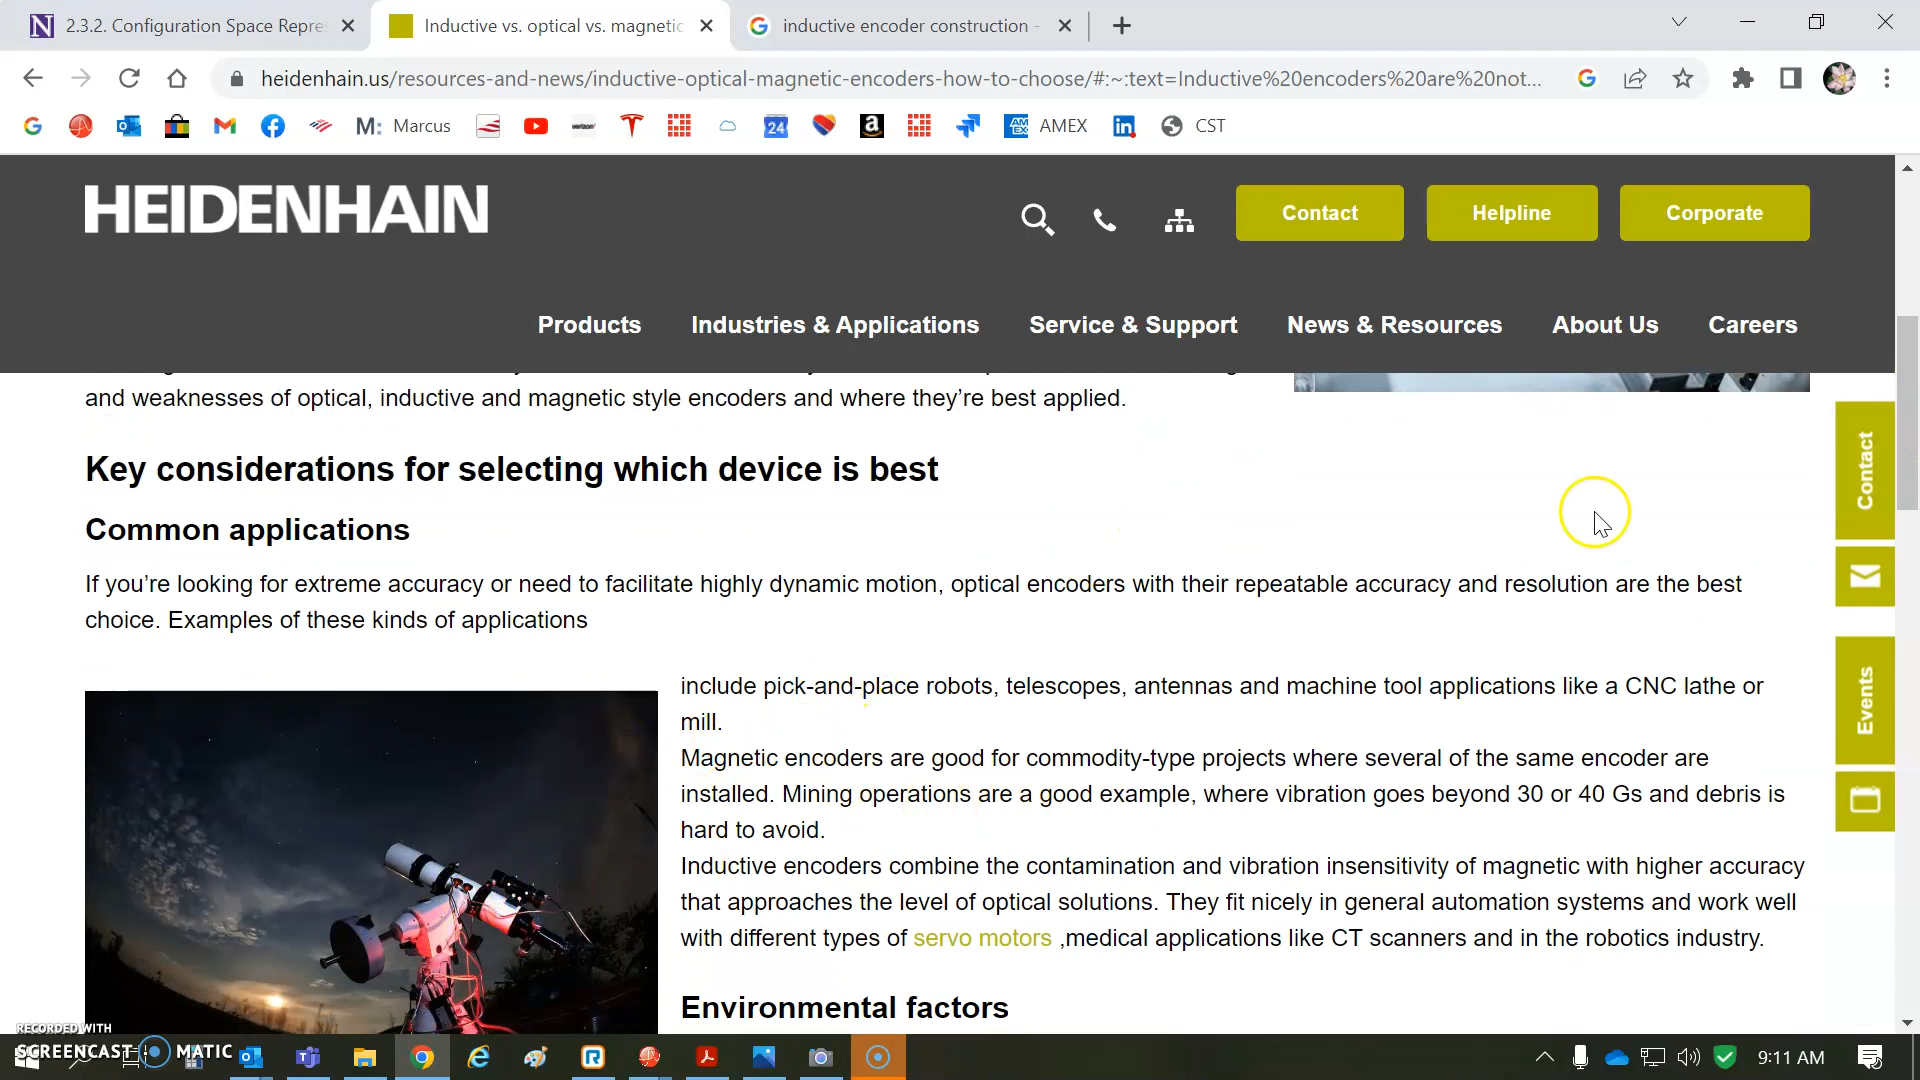 2.3.2. Configuration Space Repre
Inductive vs. optical vs. magnetic
inductive encoder construction -
heidenhain.us/resources-and-news/inductive-optical-magnetic-encoders-how-to-choose/#:~:text=Inductive%20encoders%20are%20not...
M: Marcus
verizon
24
a
AM EX AMEX
in
CST
HEIDENHAIN
Contact
Helpline
Corporate
Products
Industries & Applications
Service & Support
News & Resources
About Us
Careers
and weaknesses of optical, inductive and magnetic style encoders and where they're best applied.
Key considerations for selecting which device is best
Common applications
If you're looking for extreme accuracy or need to facilitate highly dynamic motion, optical encoders with their repeatable accuracy and resolution are the best
choice. Examples of these kinds of applications
include pick-and-place robots, telescopes, antennas and machine tool applications like a CNC lathe or
mill.
Magnetic encoders are good for commodity-type projects where several of the same encoder are
installed. Mining operations are a good example, where vibration goes beyond 30 or 40 Gs and debris is
hard to avoid.
Inductive encoders combine the contamination and vibration insensitivity of magnetic with higher accuracy
that approaches the level of optical solutions. They fit nicely in general automation systems and work well
with different types of servo motors ,medical applications like CT scanners and in the robotics industry.
Environmental factors
Contact
Events
RECORDED WITH
SCREENCAST MATIC
9:11 AM